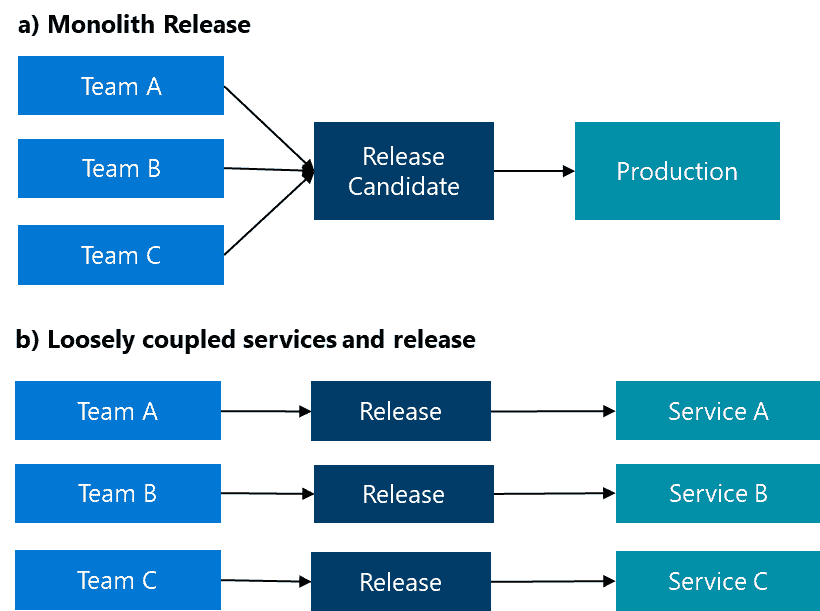 a) Monolith Release
Team A
Team B
Team C
Release
Candidate
Production
b) Loosely coupled services and release
Team A
Release
Service A
Team B
Release
Service B
Team C
Release
Service C